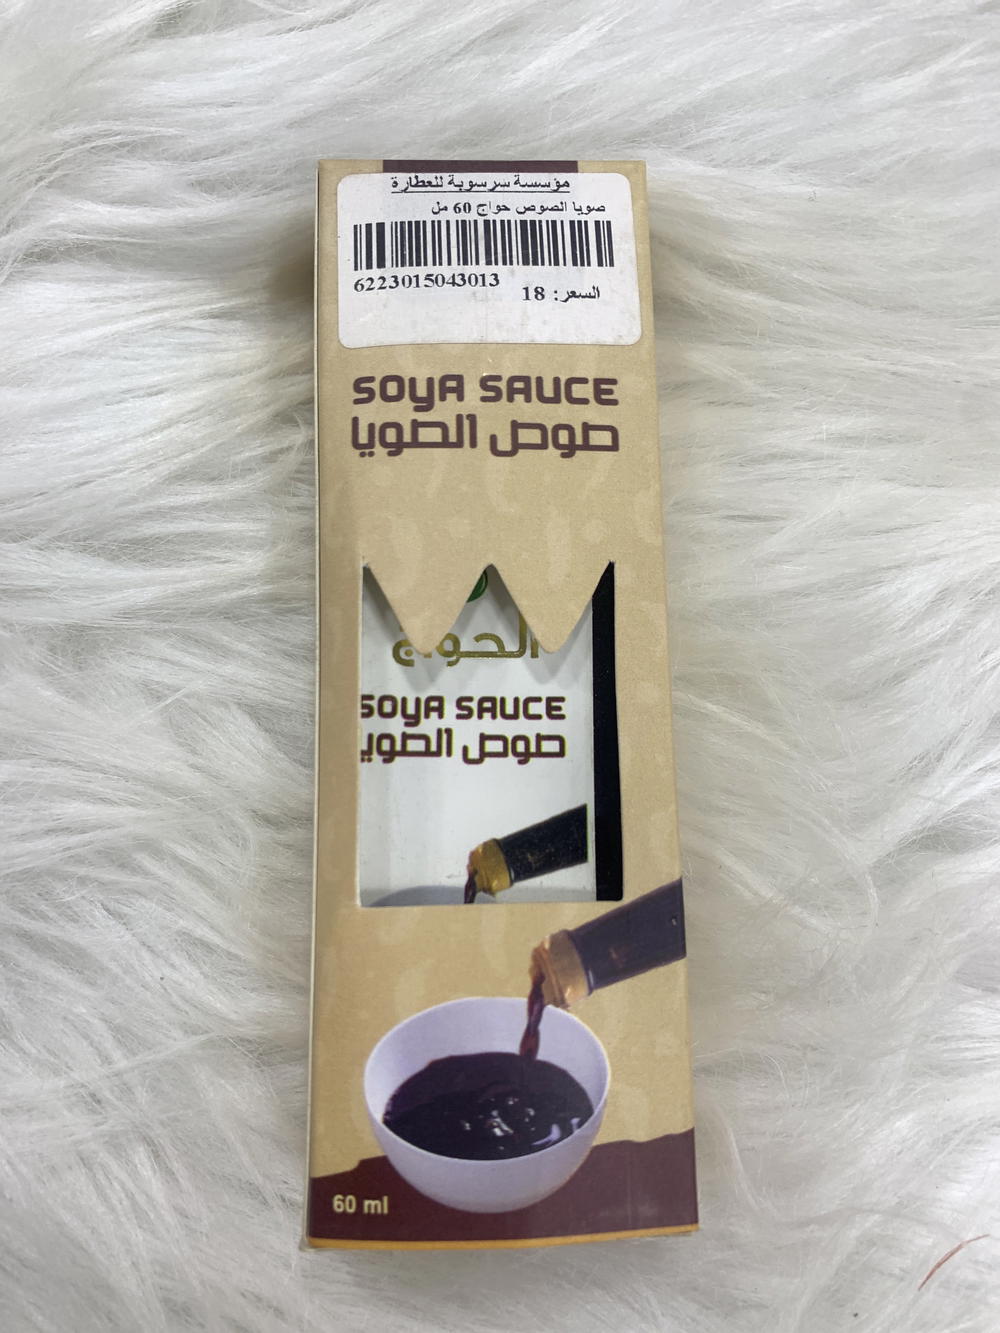 مؤسسة سرسوبة للعطارة
صويا الصوص حواج 60 مل
6223015043013
السعر: 18
SOYA SAUCE
صوص الصويا
الحواج
SOYA SAUCE
صوص الصويا
60 ml